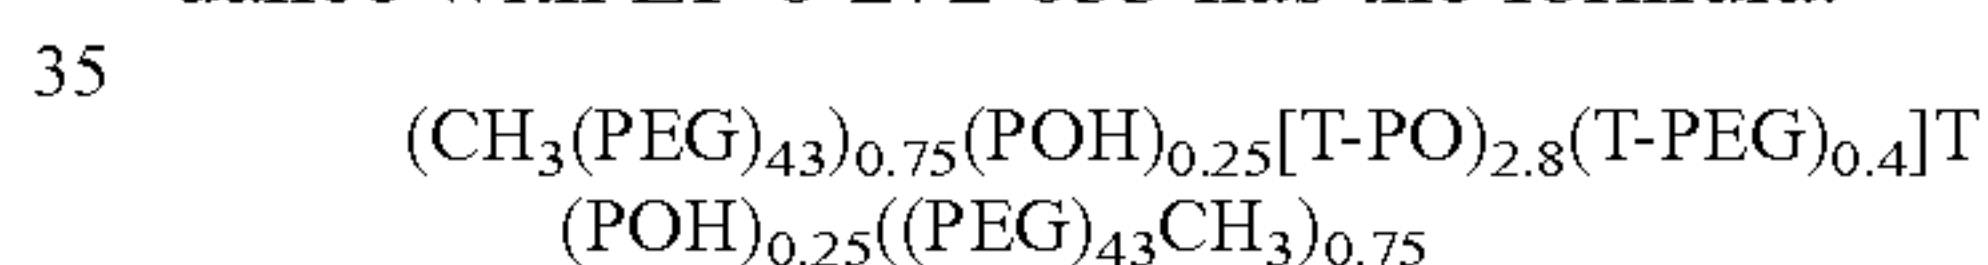 35
(CH₃(PEG)₄₃)₀.₇₅(POH)₀.₂₅[T-PO)₂.₈(T-PEG)₀.₄]T
(POH)₀.₂₅((PEG)₄₃CH₃)₀.₇₅